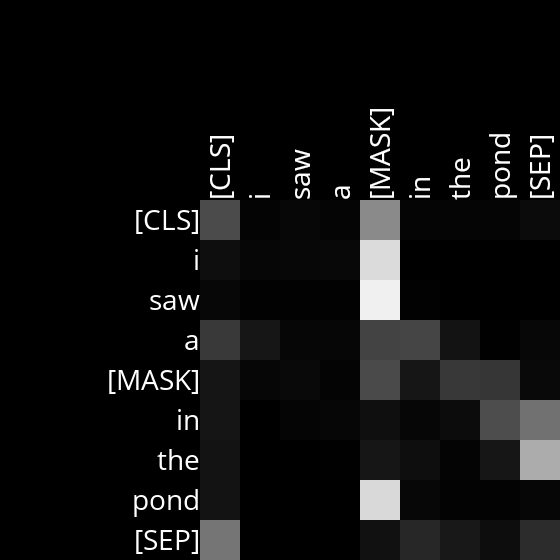 [CLS] i saw a [MASK] in the pond [SEP]
[CLS]
i
saw
a
[MASK]
in
the
pond
[SEP]